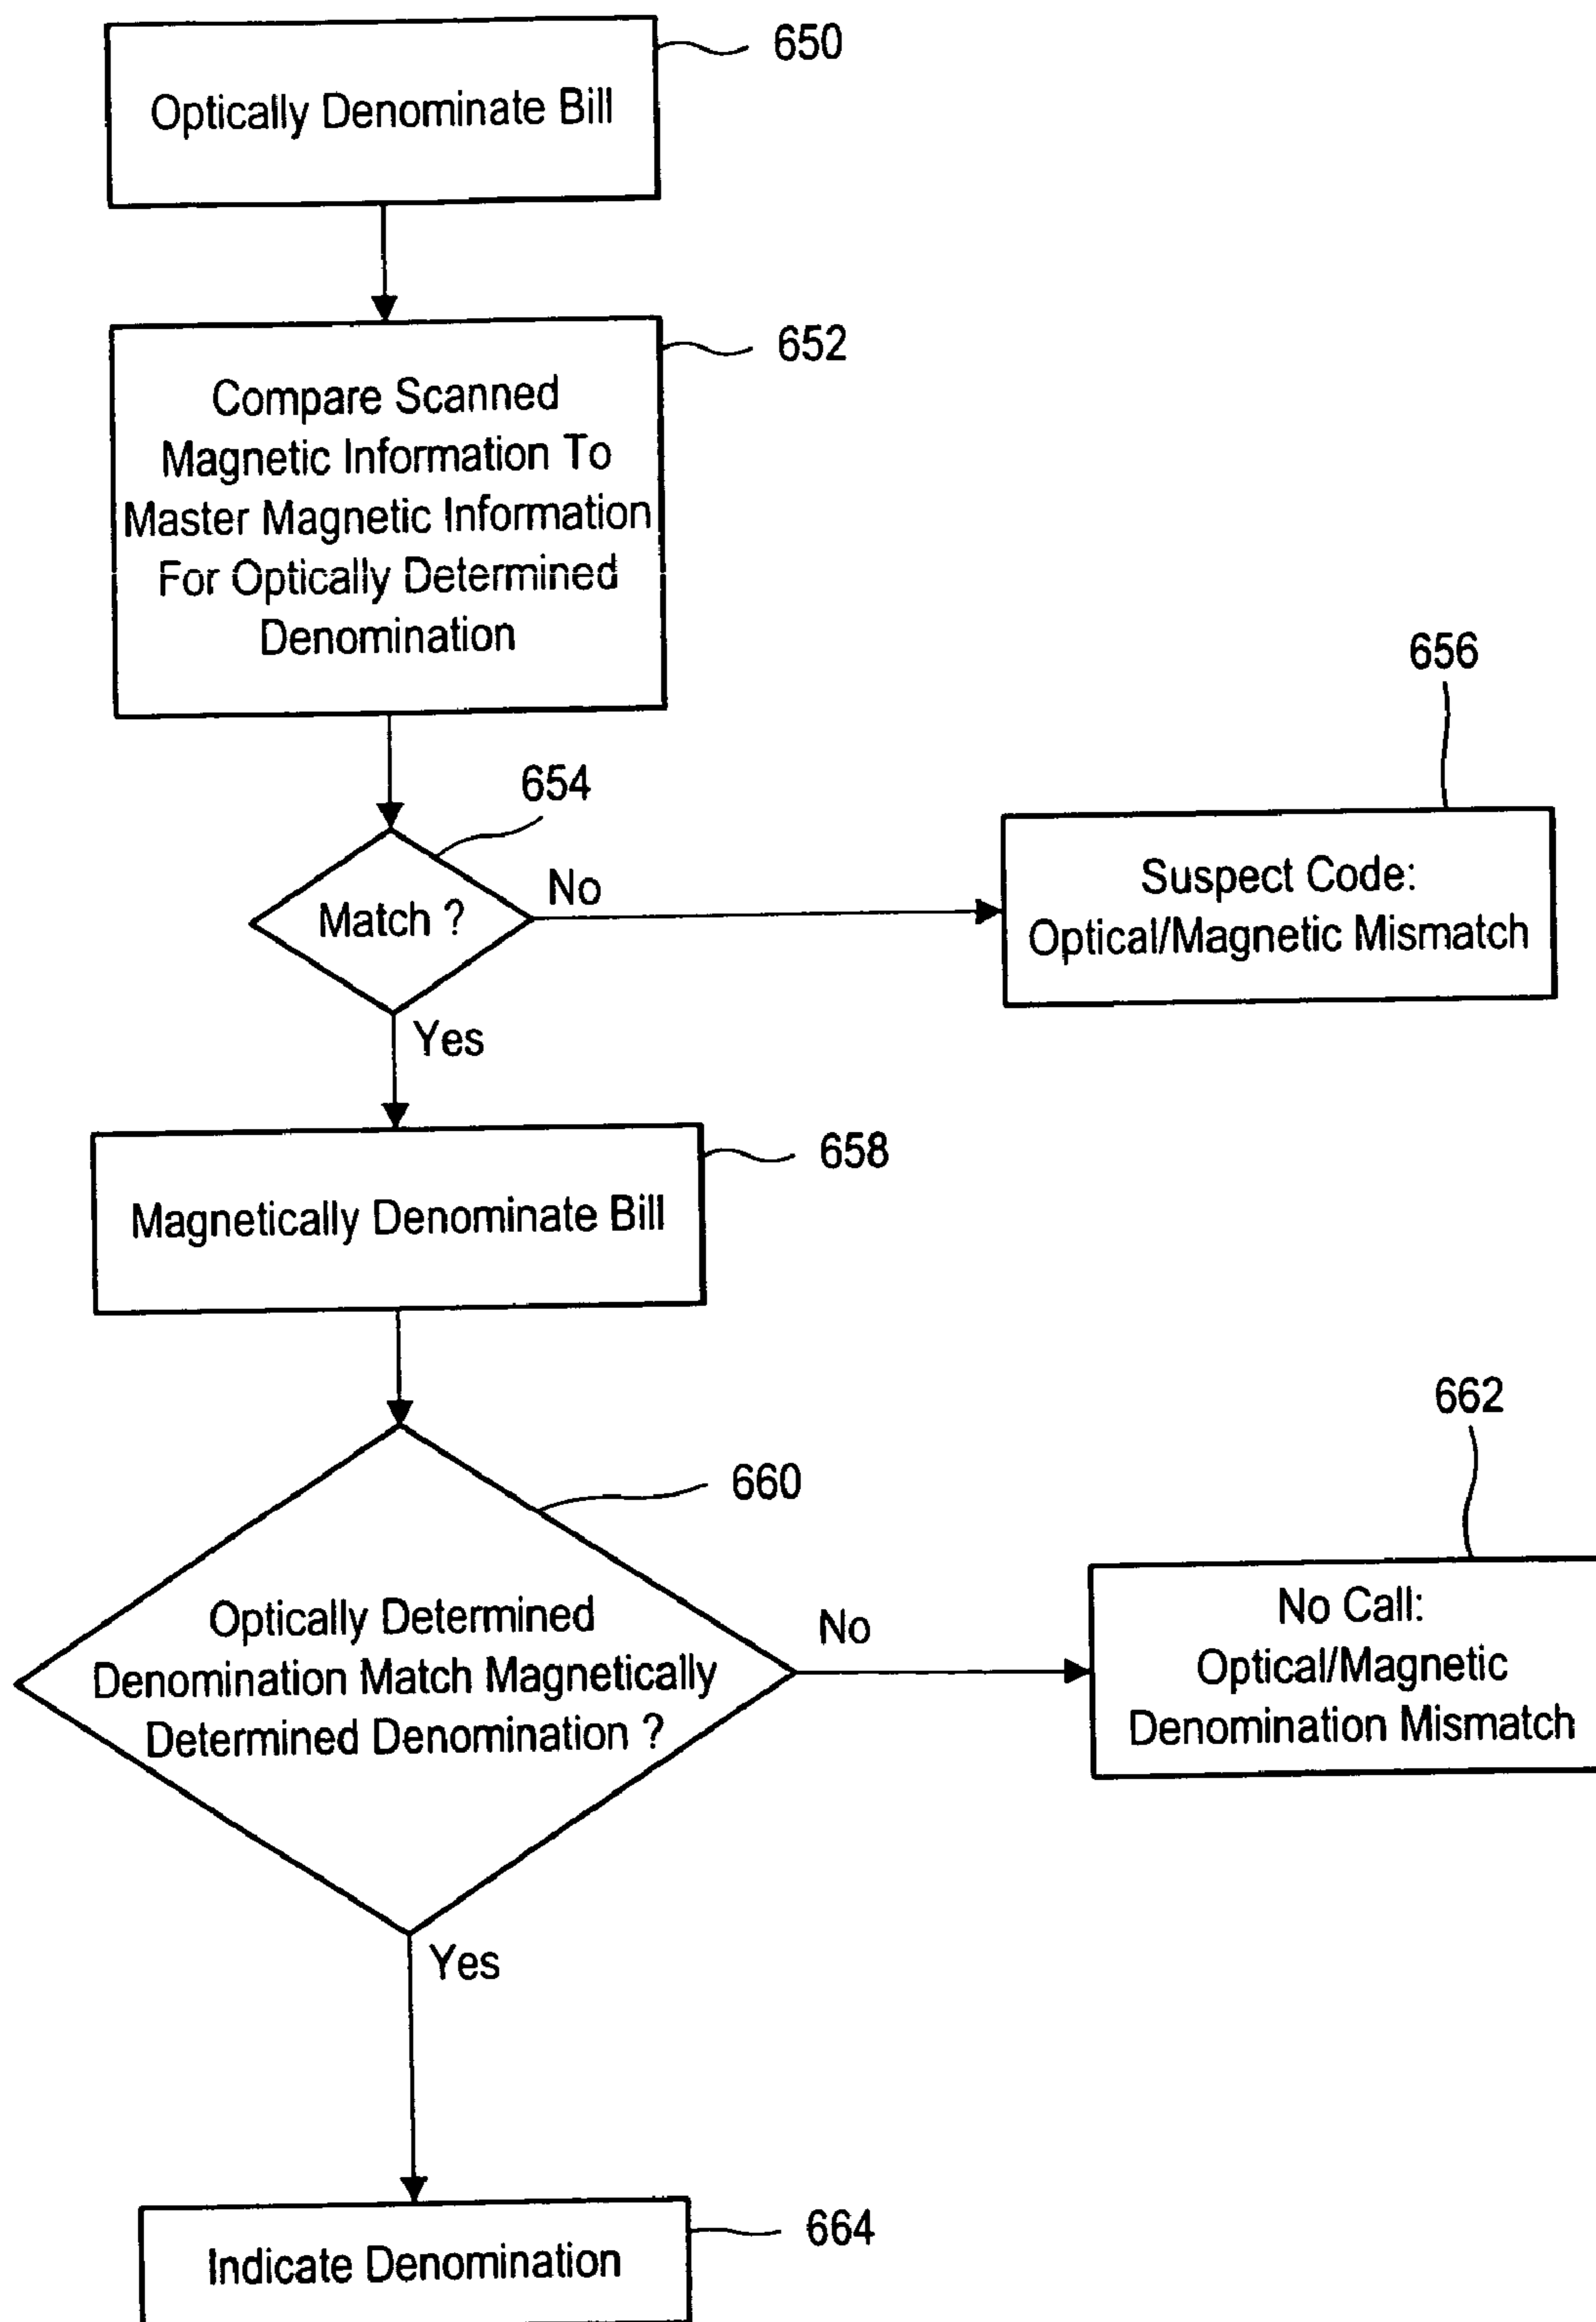 650
Optically Denominate Bill
652
Compare Scanned
Magnetic Information To
Master Magnetic Information
For Optically Determined
Denomination
654
656
Match ?
No
Suspect Code:
Optical/Magnetic Mismatch
Yes
658
Magnetically Denominate Bill
660
662
Optically Determined
Denomination Match Magnetically
Determined Denomination ?
No
No Call:
Optical/Magnetic
Denomination Mismatch
Yes
664
Indicate Denomination